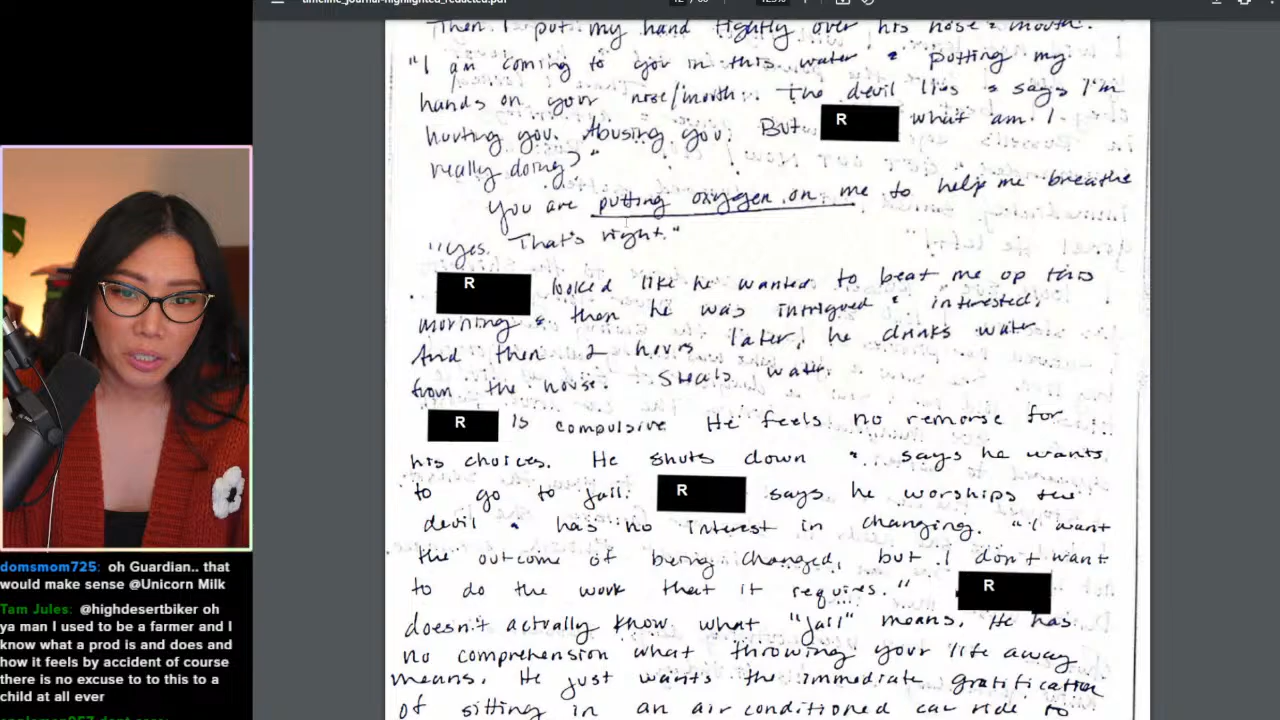 timeline_journal-highlighted_redacted.pdf
Then I put my hand tightly over his nose & mouth.
"I am coming to you in this water & putting my
hands on your nose/mouth. The devil lies & says I'm
hurting you. Abusing you. But R what am I
really doing?"
You are putting oxygen on me to help me breathe
"Yes. That's right."
R looked like he wanted to beat me up this
morning & then he was intrigued & interested.
And then 2 hours later, he drinks water
from the house. Steals water.
R is compulsive He feels no remorse for
his choices. He shuts down & says he wants
to go to jail. R says he worships the
devil & has no interest in changing. "I want
the outcome of being changed, but I don't want
to do the work that it requires." R
doesn't actually know what "jail" means. He has
no comprehension what throwing your life away
means. He just wants the immediate gratification
of sitting in an air conditioned car ride to
domsmom725: oh Guardian.. that
would make sense @Unicorn Milk
Tam Jules: @highdesertbiker oh
ya man I used to be a farmer and I
know what a prod is and does and
how it feels by accident of course
there is no excuse to to this to a
child at all ever